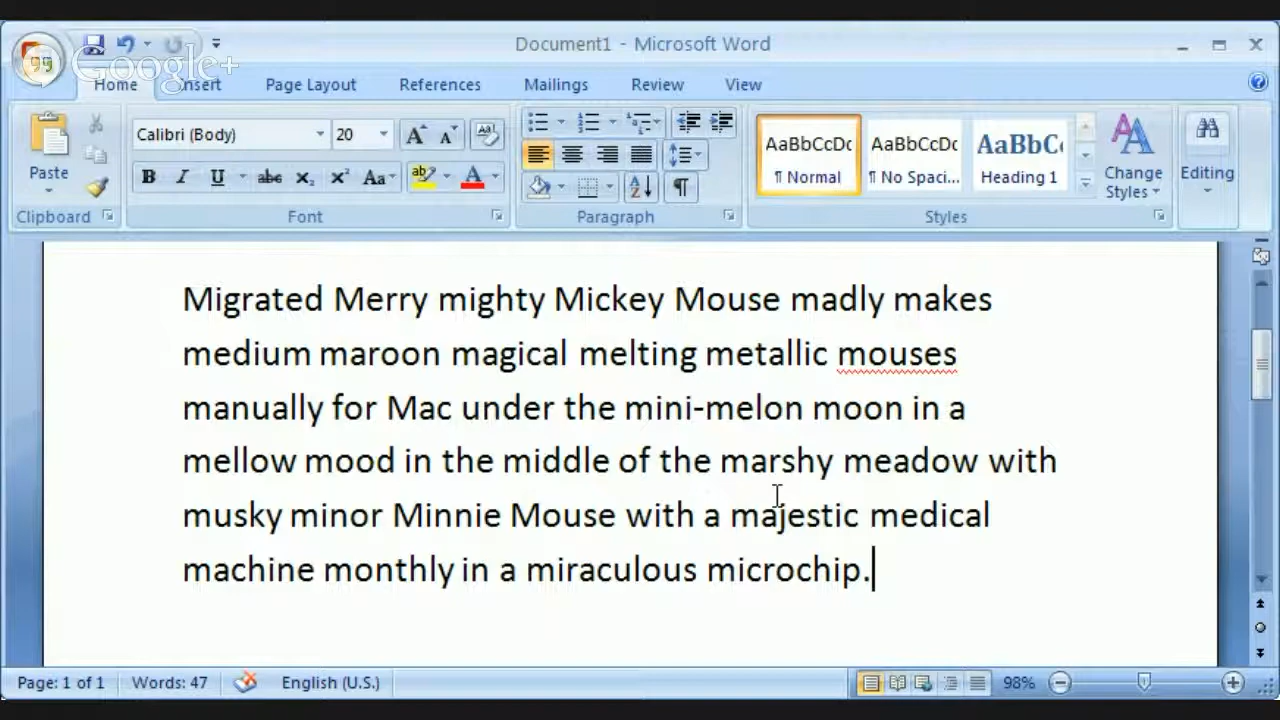 Document1 - Microsoft Word
Google+
Home Insert Page Layout References Mailings Review View
Paste
Calibri (Body) 20
AaBbCcDc AaBbCcDc AaBbC
¶ Normal ¶ No Spaci... Heading 1
Change Styles
Editing
Clipboard Font Paragraph Styles
Migrated Merry mighty Mickey Mouse madly makes
medium maroon magical melting metallic mouses
manually for Mac under the mini-melon moon in a
mellow mood in the middle of the marshy meadow with
musky minor Minnie Mouse with a majestic medical
machine monthly in a miraculous microchip.
Page: 1 of 1 Words: 47 English (U.S.) 98%